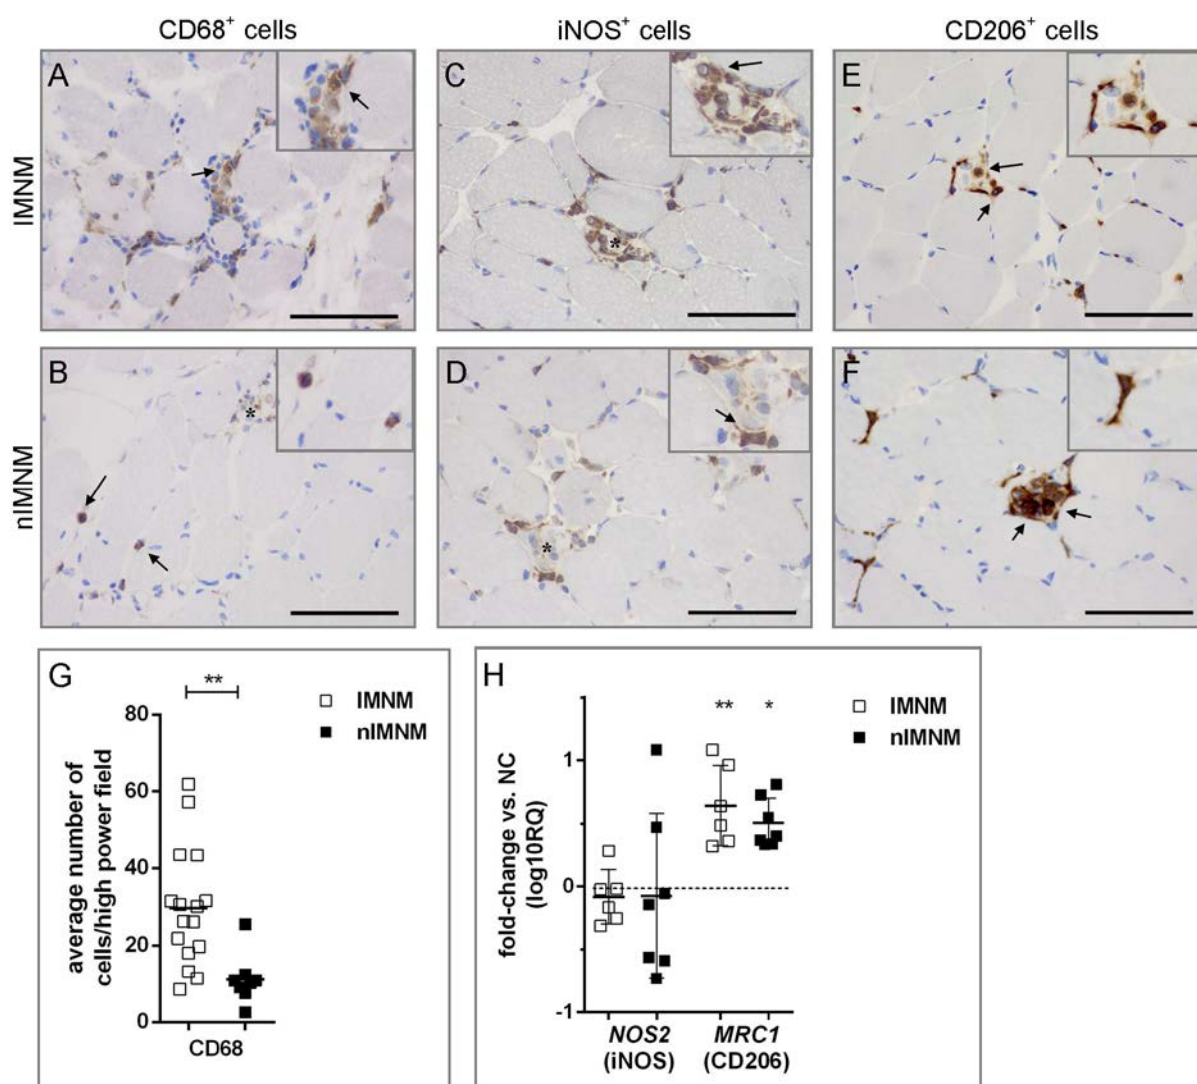 CD68+ cells
iNOS+ cells
CD206+ cells
IMNM
A
C
E
*
nIMNM
B
*
D
*
F
G
**
IMNM
nIMNM
average number of
cells/high power field
80
60
40
20
0
CD68
H
IMNM
nIMNM
** *
fold-change vs. NC
(log10RQ)
1
0
-1
NOS2
(iNOS)
MRC1
(CD206)